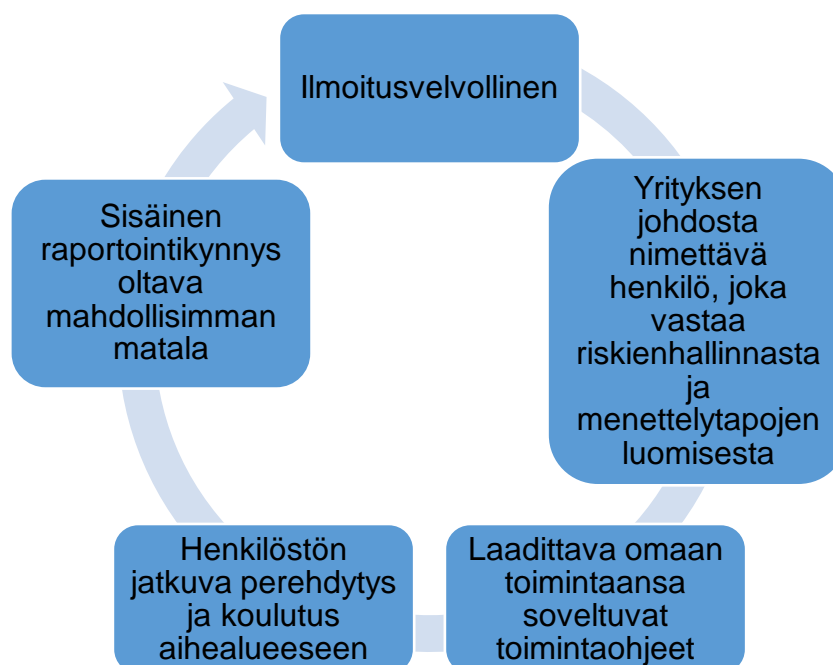 Ilmoitusvelvollinen
Yrityksen
johdosta
nimettävä
henkilö, joka
vastaa
riskienhallinnasta
ja
menettelytapojen
luomisesta
Laadittava omaan
toimintaansa
soveltuvat
toimintaohjeet
Henkilöstön
jatkuva perehdytys
ja koulutus
aihealueeseen
Sisäinen
raportointikynnys
oltava
mahdollisimman
matala